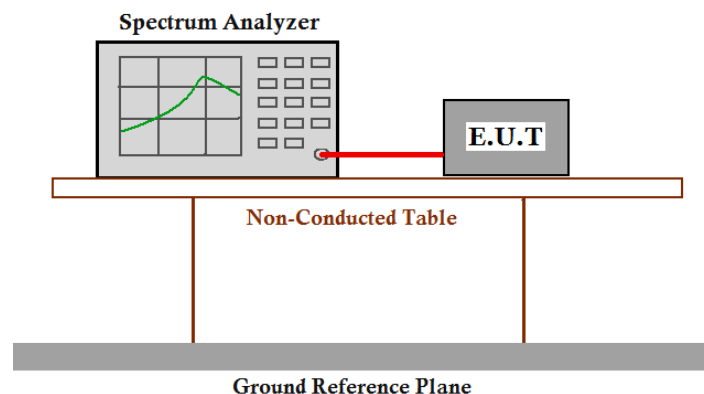 Spectrum Analyzer
E.U.T
Non-Conducted Table
Ground Reference Plane